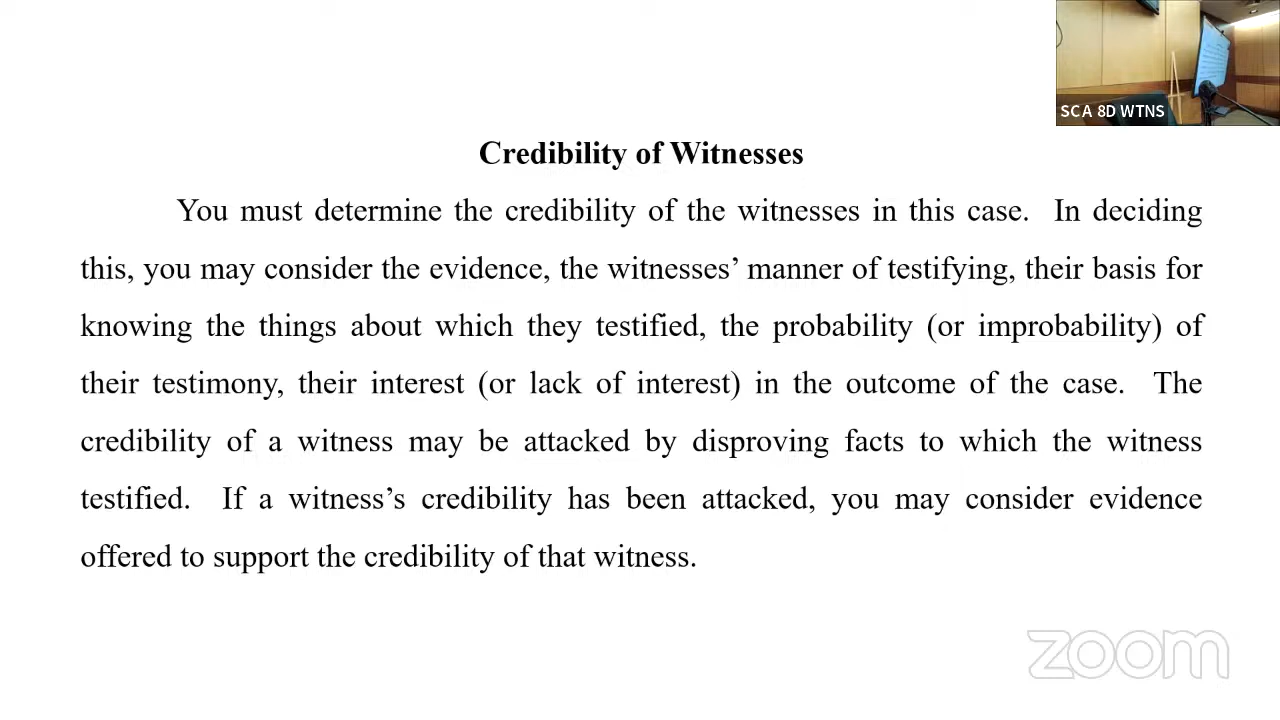 SCA 8D WTNS
Credibility of Witnesses
You must determine the credibility of the witnesses in this case. In deciding
this, you may consider the evidence, the witnesses’ manner of testifying, their basis for
knowing the things about which they testified, the probability (or improbability) of
their testimony, their interest (or lack of interest) in the outcome of the case. The
credibility of a witness may be attacked by disproving facts to which the witness
testified. If a witness’s credibility has been attacked, you may consider evidence
offered to support the credibility of that witness.
zoom